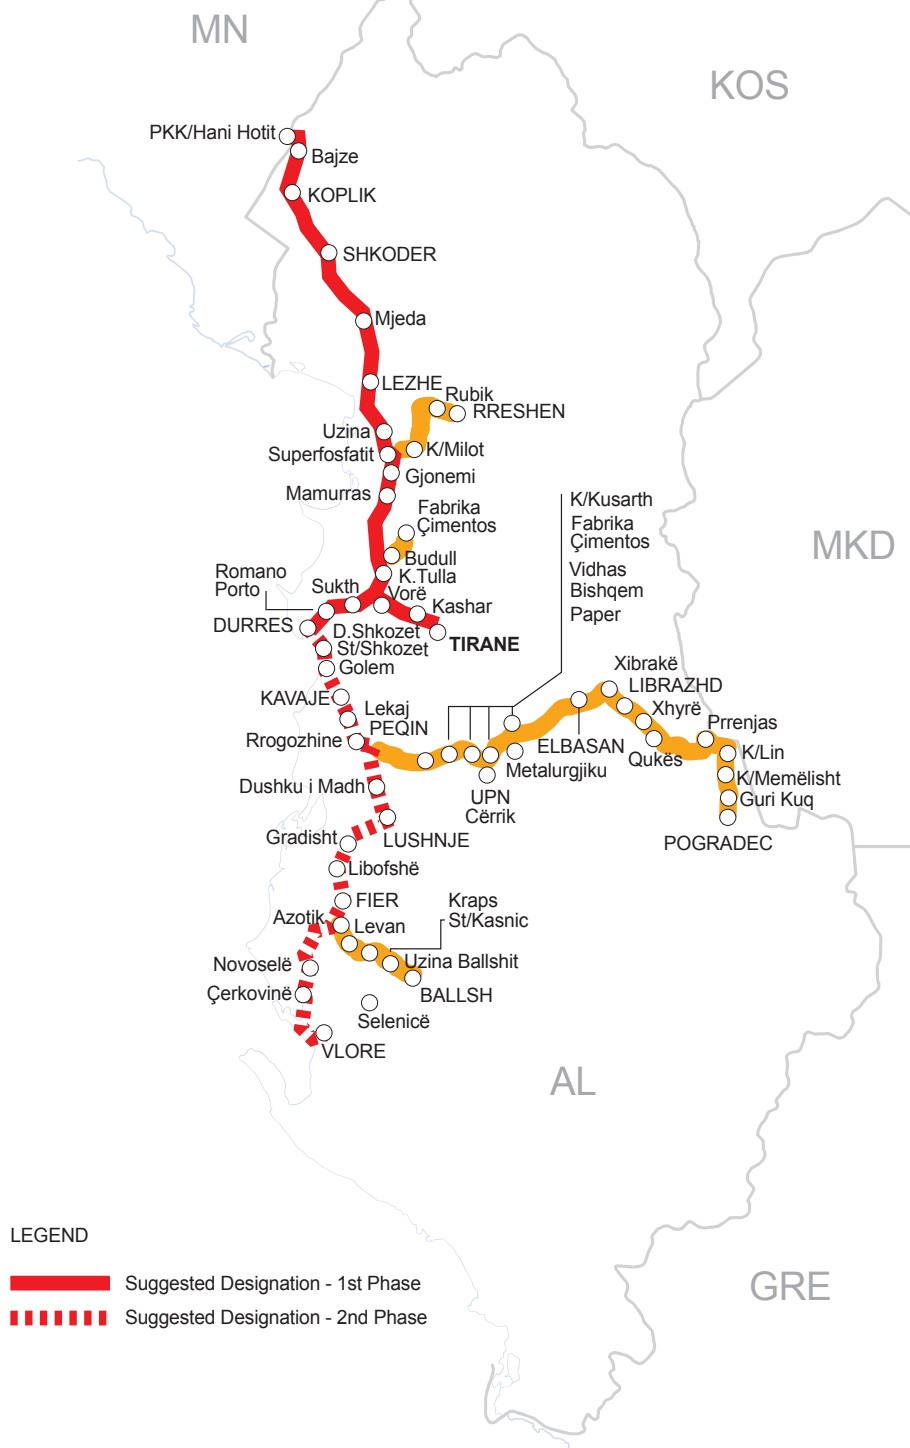 MN
KOS
PKK/Hani Hotit
Bajze
KOPLIK
SHKODER
Mjeda
LEZHE
Rubik
RRESHEN
Uzina
Superfosfatit
K/Milot
Gjonemi
Mamurras
Fabrika
Çimentos
K/Kusarth
Fabrika
Çimentos
Vidhas
Bishqem
Paper
MKD
Budull
K.Tulla
Romano
Porto
Sukth
Vorë
Kashar
DURRES
D.Shkozet
TIRANE
St/Shkozet
Golem
KAVAJE
Lekaj
PEQIN
Rrogozhine
Xibrakë
LIBRAZHD
Xhyrë
Prrenjas
ELBASAN
Qukës
K/Lin
Metalurgjiku
K/Memëlisht
Guri Kuq
POGRADEC
UPN
Cërrik
Dushku i Madh
LUSHNJE
Gradisht
Libofshë
FIER
Azotik
Levan
Kraps
St/Kasnic
Uzina Ballshit
BALLSH
Novoselë
Çerkovinë
Selenicë
VLORE
AL
GRE
LEGEND
Suggested Designation - 1st Phase
Suggested Designation - 2nd Phase